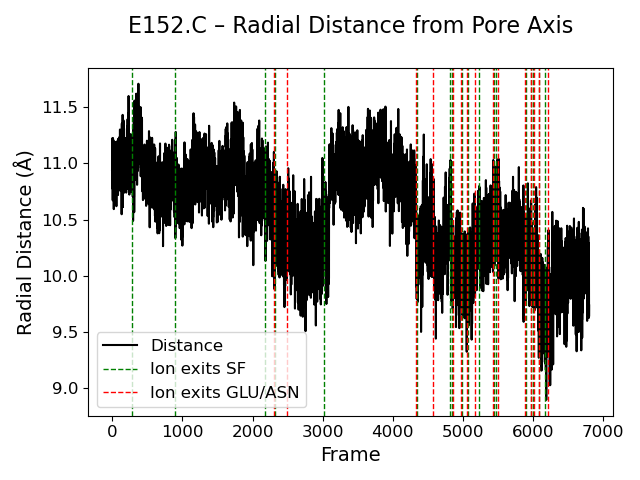 E152.C – Radial Distance from Pore Axis
Radial Distance (Å)
11.5
11.0
10.5
10.0
9.5
9.0
Distance
Ion exits SF
Ion exits GLU/ASN
0 1000 2000 3000 4000 5000 6000 7000
Frame